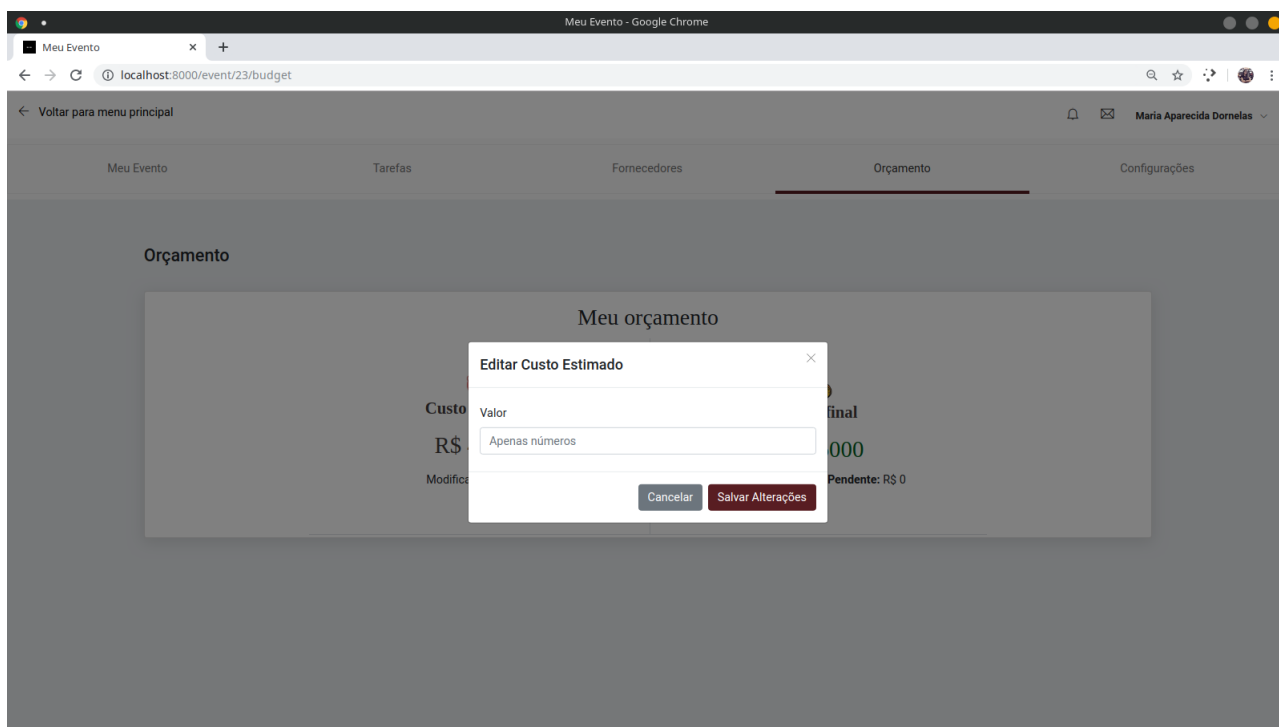 Meu Evento - Google Chrome
Meu Evento
localhost:8000/event/23/budget
Voltar para menu principal
Maria Aparecida Dornelas
Meu Evento Tarefas Fornecedores Orçamento Configurações
Orçamento
Meu orçamento
Editar Custo Estimado
Custo final
Valor
R$ 000
Apenas números
Modifica Pendente: R$ 0
Cancelar Salvar Alterações